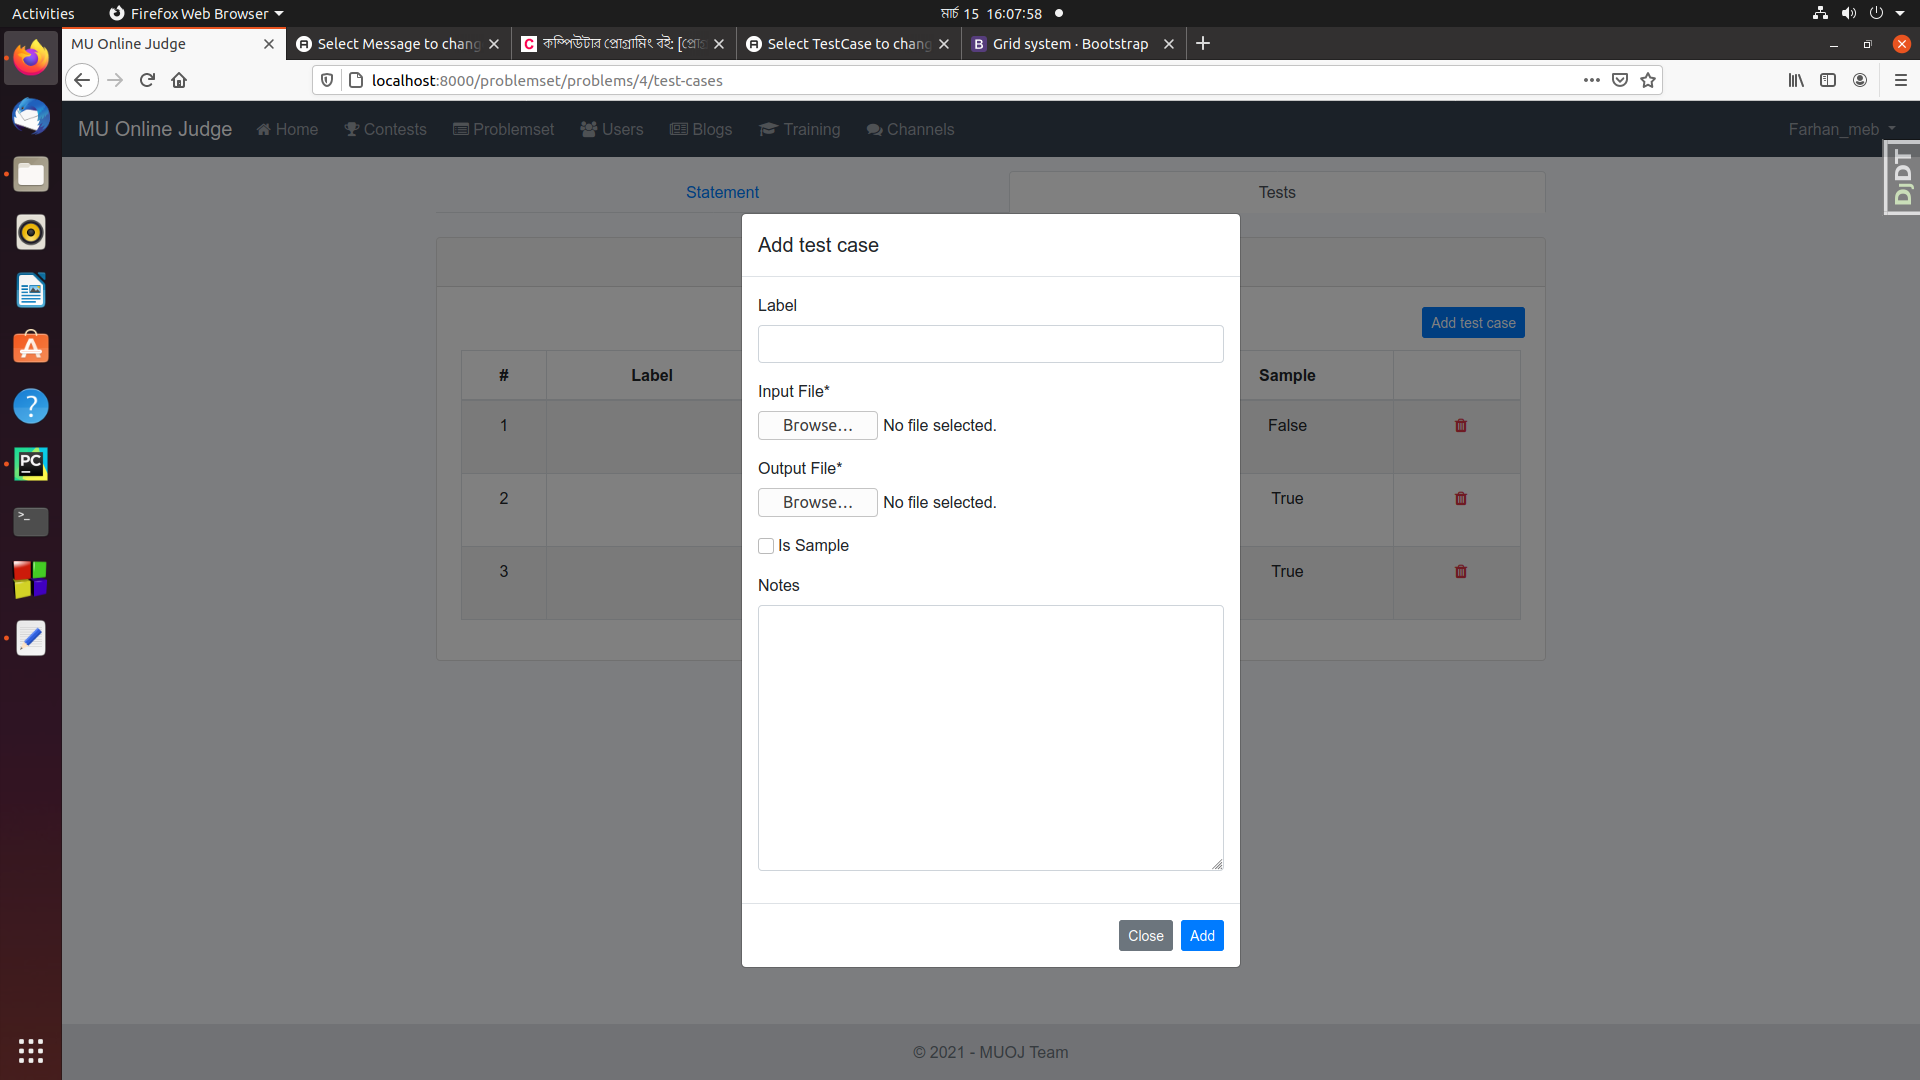 Activities
Firefox Web Browser
মার্চ 15 16:07:58
MU Online Judge
Select Message to chang
কম্পিউটার প্রোগ্রামিং বই: [প্রোগ্র
Select TestCase to chang
Grid system · Bootstrap
localhost:8000/problemset/problems/4/test-cases
MU Online Judge
Home
Contests
Problemset
Users
Blogs
Training
Channels
Farhan_meb
DjDT
Statement
Tests
Add test case
Label
Input File*
Browse… No file selected.
Output File*
Browse… No file selected.
Is Sample
Notes
Close
Add
Add test case
# Label Sample
1 False
2 True
3 True
© 2021 - MUOJ Team